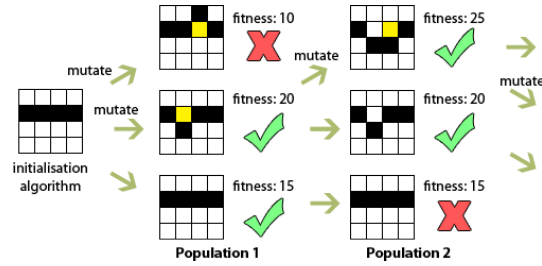 fitness: 10
fitness: 25
mutate
mutate
mutate
fitness: 20
fitness: 20
mutate
initialisation
algorithm
fitness: 15
fitness: 15
Population 1
Population 2